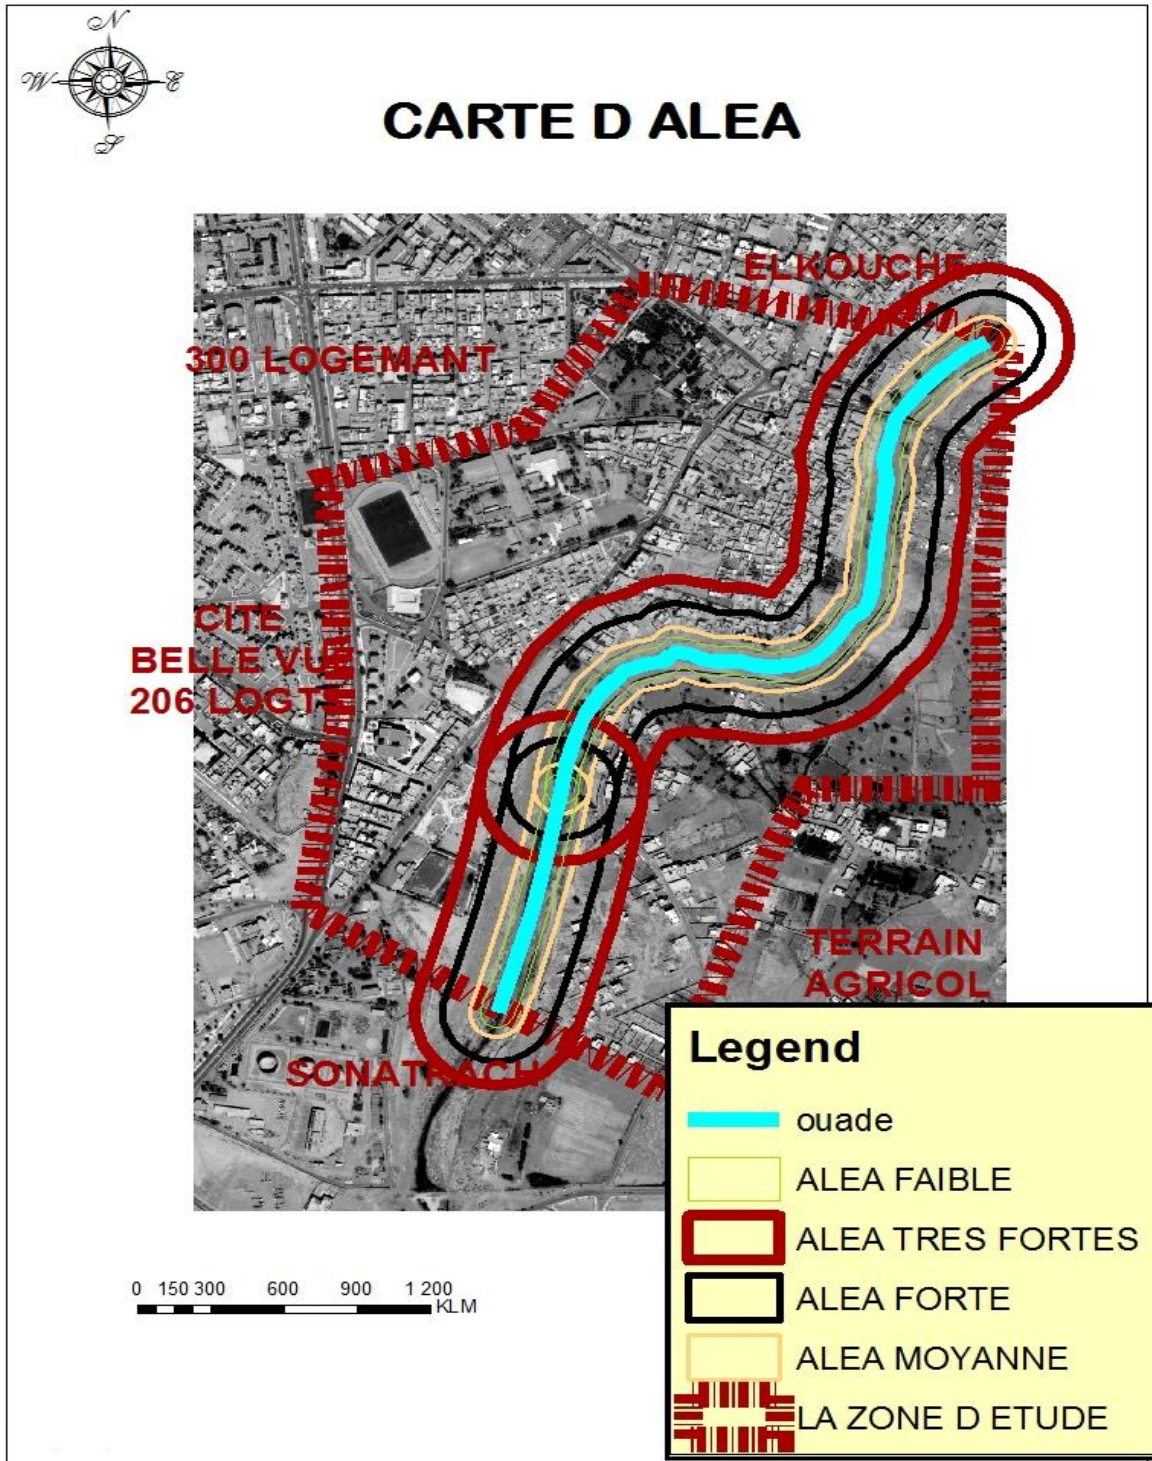 N
W E
S
CARTE D ALEA
ELKOUCHE
300 LOGEMANT
CITE
BELLE VUE
206 LOGT
TERRAIN
AGRICOL
SONATRACH
Legend
ouade
ALEA FAIBLE
ALEA TRES FORTES
ALEA FORTE
ALEA MOYANNE
LA ZONE D ETUDE
0 150 300 600 900 1 200
KLM